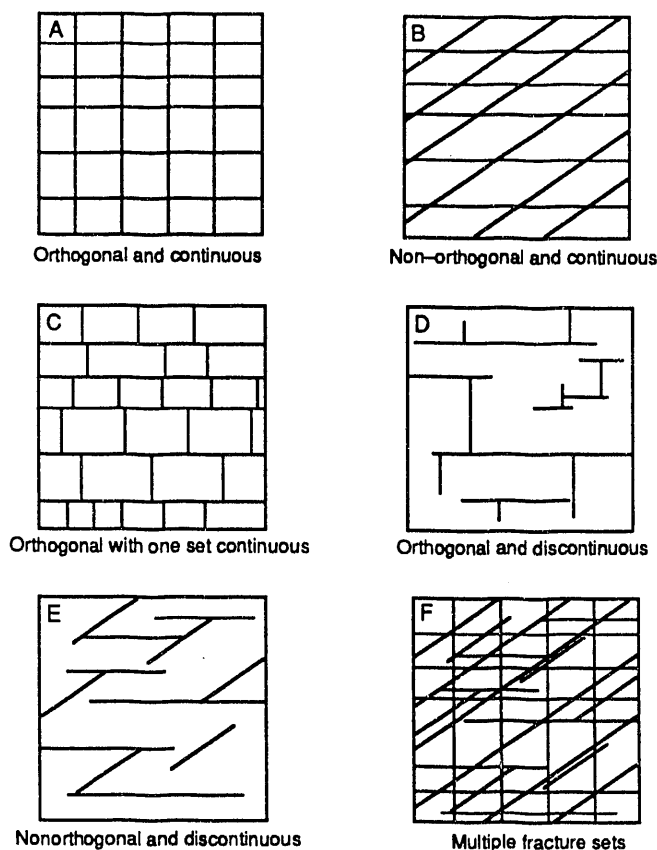 A
Orthogonal and continuous
B
Non-orthogonal and continuous
C
Orthogonal with one set continuous
D
Orthogonal and discontinuous
E
Nonorthogonal and discontinuous
F
Multiple fracture sets